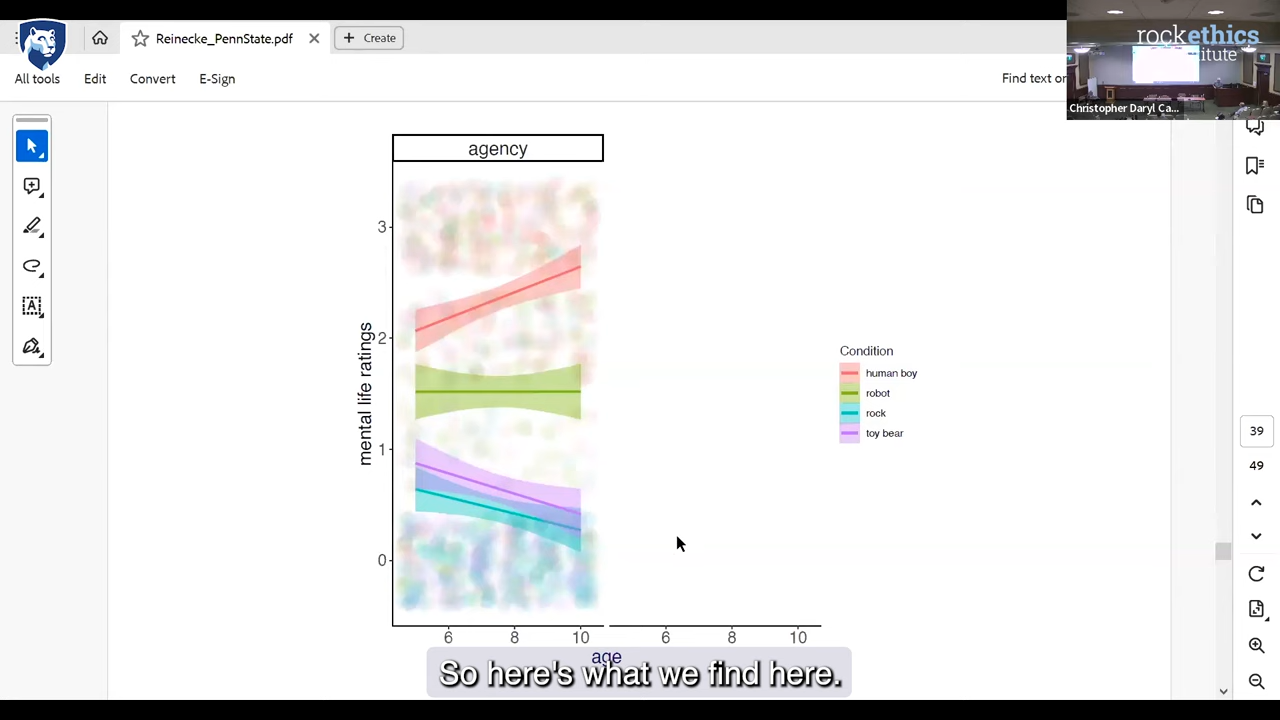 Reinecke_PennState.pdf
Create
rockethics
itute
All tools
Edit
Convert
E-Sign
Find text or
Christopher Daryl Ca...
agency
3
2
1
0
mental life ratings
6 8 10
6 8 10
age
Condition
human boy
robot
rock
toy bear
39
49
So here's what we find here.